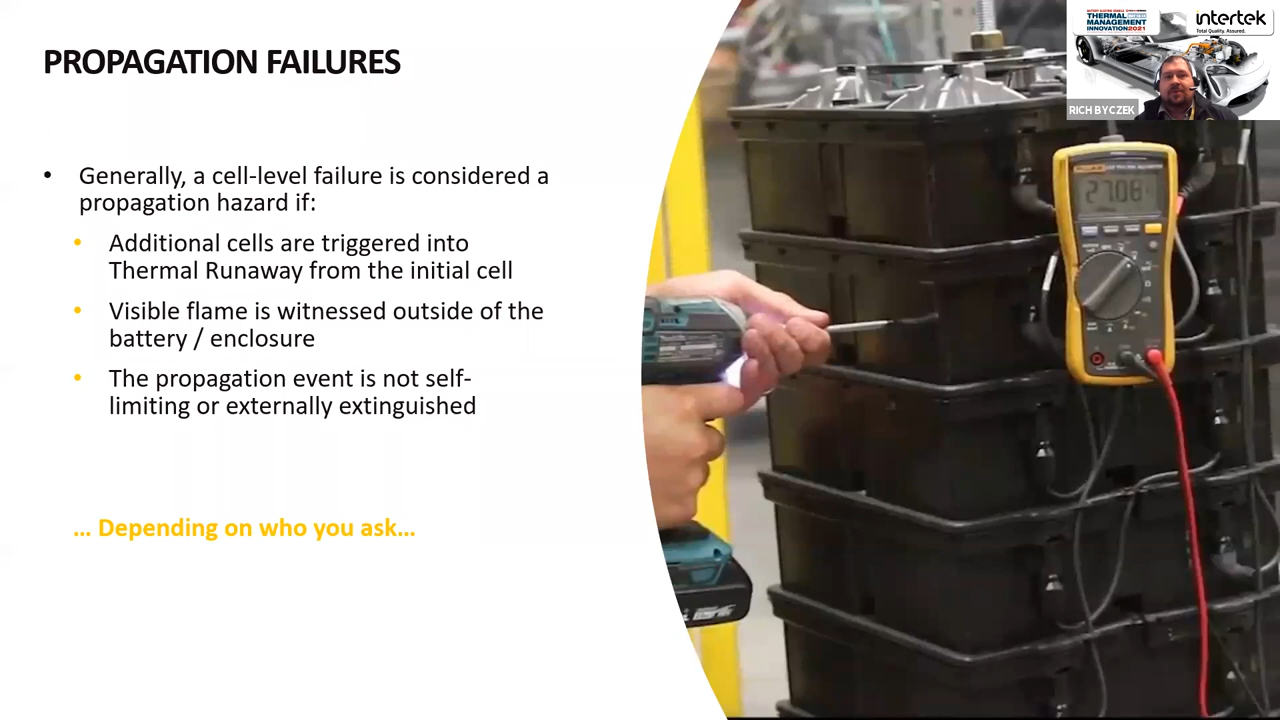 PROPAGATION FAILURES
• Generally, a cell-level failure is considered a
propagation hazard if:
• Additional cells are triggered into
Thermal Runaway from the initial cell
• Visible flame is witnessed outside of the
battery / enclosure
• The propagation event is not self-
limiting or externally extinguished
... Depending on who you ask...
THERMAL
MANAGEMENT
INNOVATION2021
intertek
Total Quality. Assured.
RICH BYCZEK
27.08